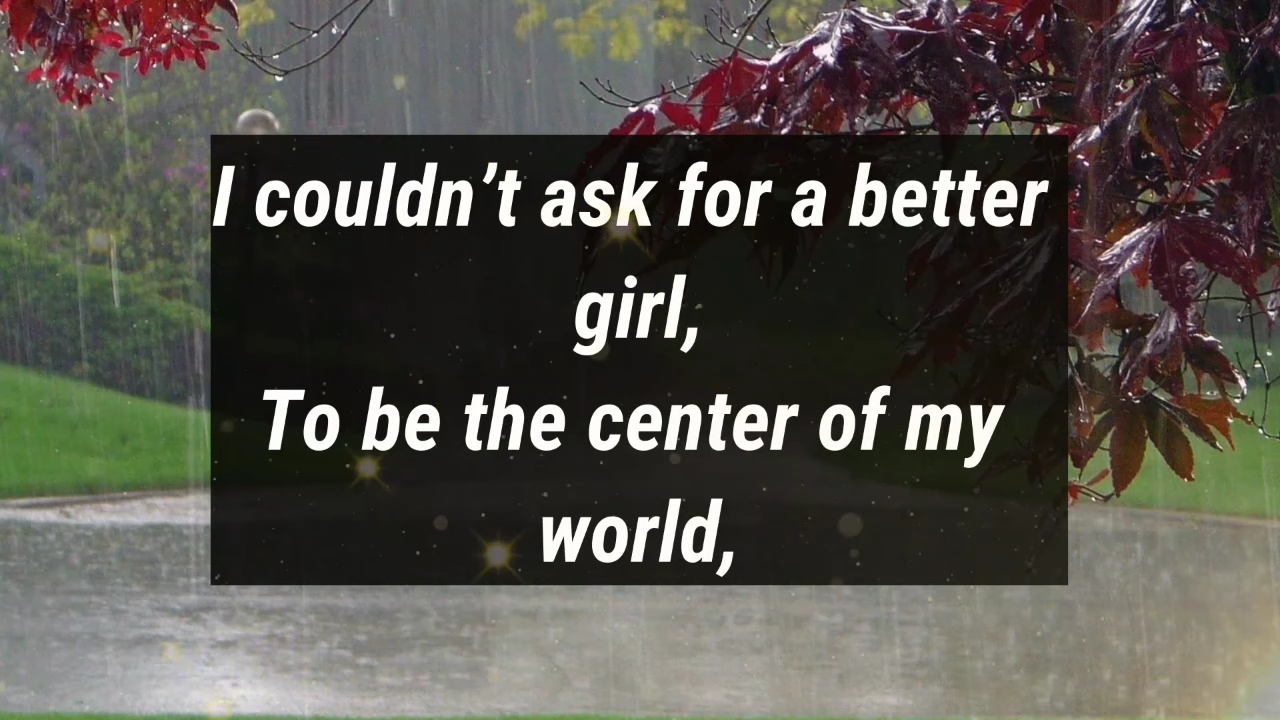 I couldn’t ask for a better
girl,
To be the center of my
world,